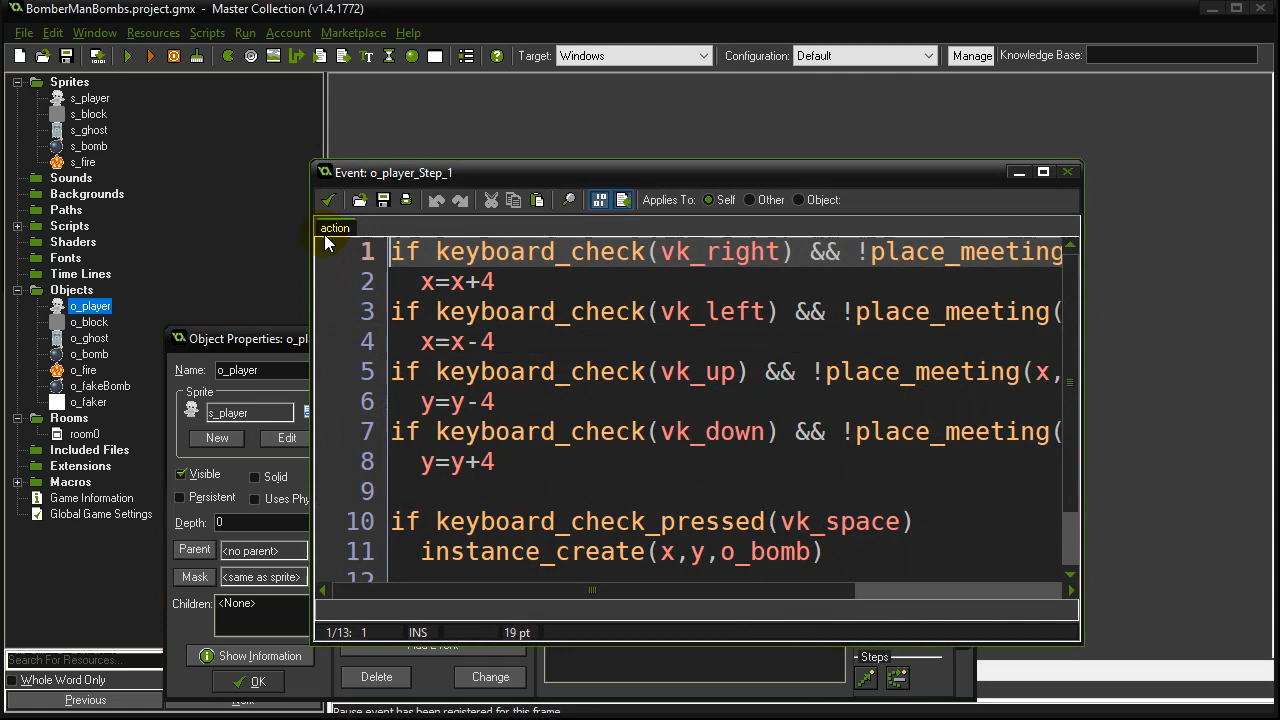 BomberManBombs.project.gmx - Master Collection (v1.4.1772)
File Edit Window Resources Scripts Run Account Marketplace Help
Target: Windows Configuration: Default Manage Knowledge Base:
Sprites
s_player
s_block
s_ghost
s_bomb
s_fire
Sounds
Backgrounds
Paths
Scripts
Shaders
Fonts
Time Lines
Objects
o_player
o_block
o_ghost
o_bomb
o_fire
o_fakeBomb
o_faker
Rooms
room0
Included Files
Extensions
Macros
Game Information
Global Game Settings
Search For Resources...
Whole Word Only
Previous
Object Properties: o_pl
Name: o_player
Sprite
s_player
New Edit
Visible Solid
Persistent Uses Phy
Depth: 0
Parent <no parent>
Mask <same as sprite>
Children: <None>
Show Information
OK
Event: o_player_Step_1
Applies To: Self Other Object:
action
1 if keyboard_check(vk_right) && !place_meeting
2 x=x+4
3 if keyboard_check(vk_left) && !place_meeting(
4 x=x-4
5 if keyboard_check(vk_up) && !place_meeting(x,
6 y=y-4
7 if keyboard_check(vk_down) && !place_meeting(
8 y=y+4
9
10 if keyboard_check_pressed(vk_space)
11 instance_create(x,y,o_bomb)
12
1/13: 1 INS 19 pt
Delete Change
Steps
Pause event has been registered for this frame